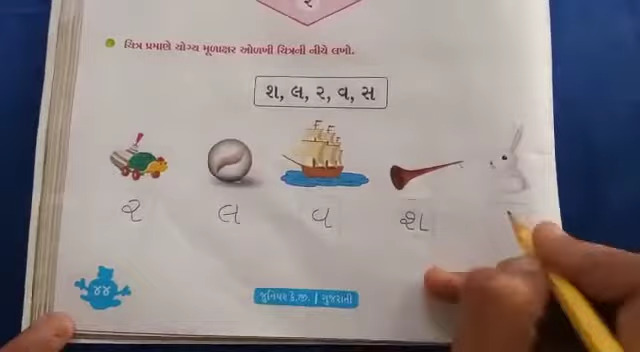 ર
ચિત્ર પ્રમાણે યોગ્ય મૂળાક્ષર ઓળખી ચિત્રની નીચે લખો.
શ, લ, ર, વ, સ
ર લ વ શ
૪૪
જુનિયર કે.જી. | ગુજરાતી